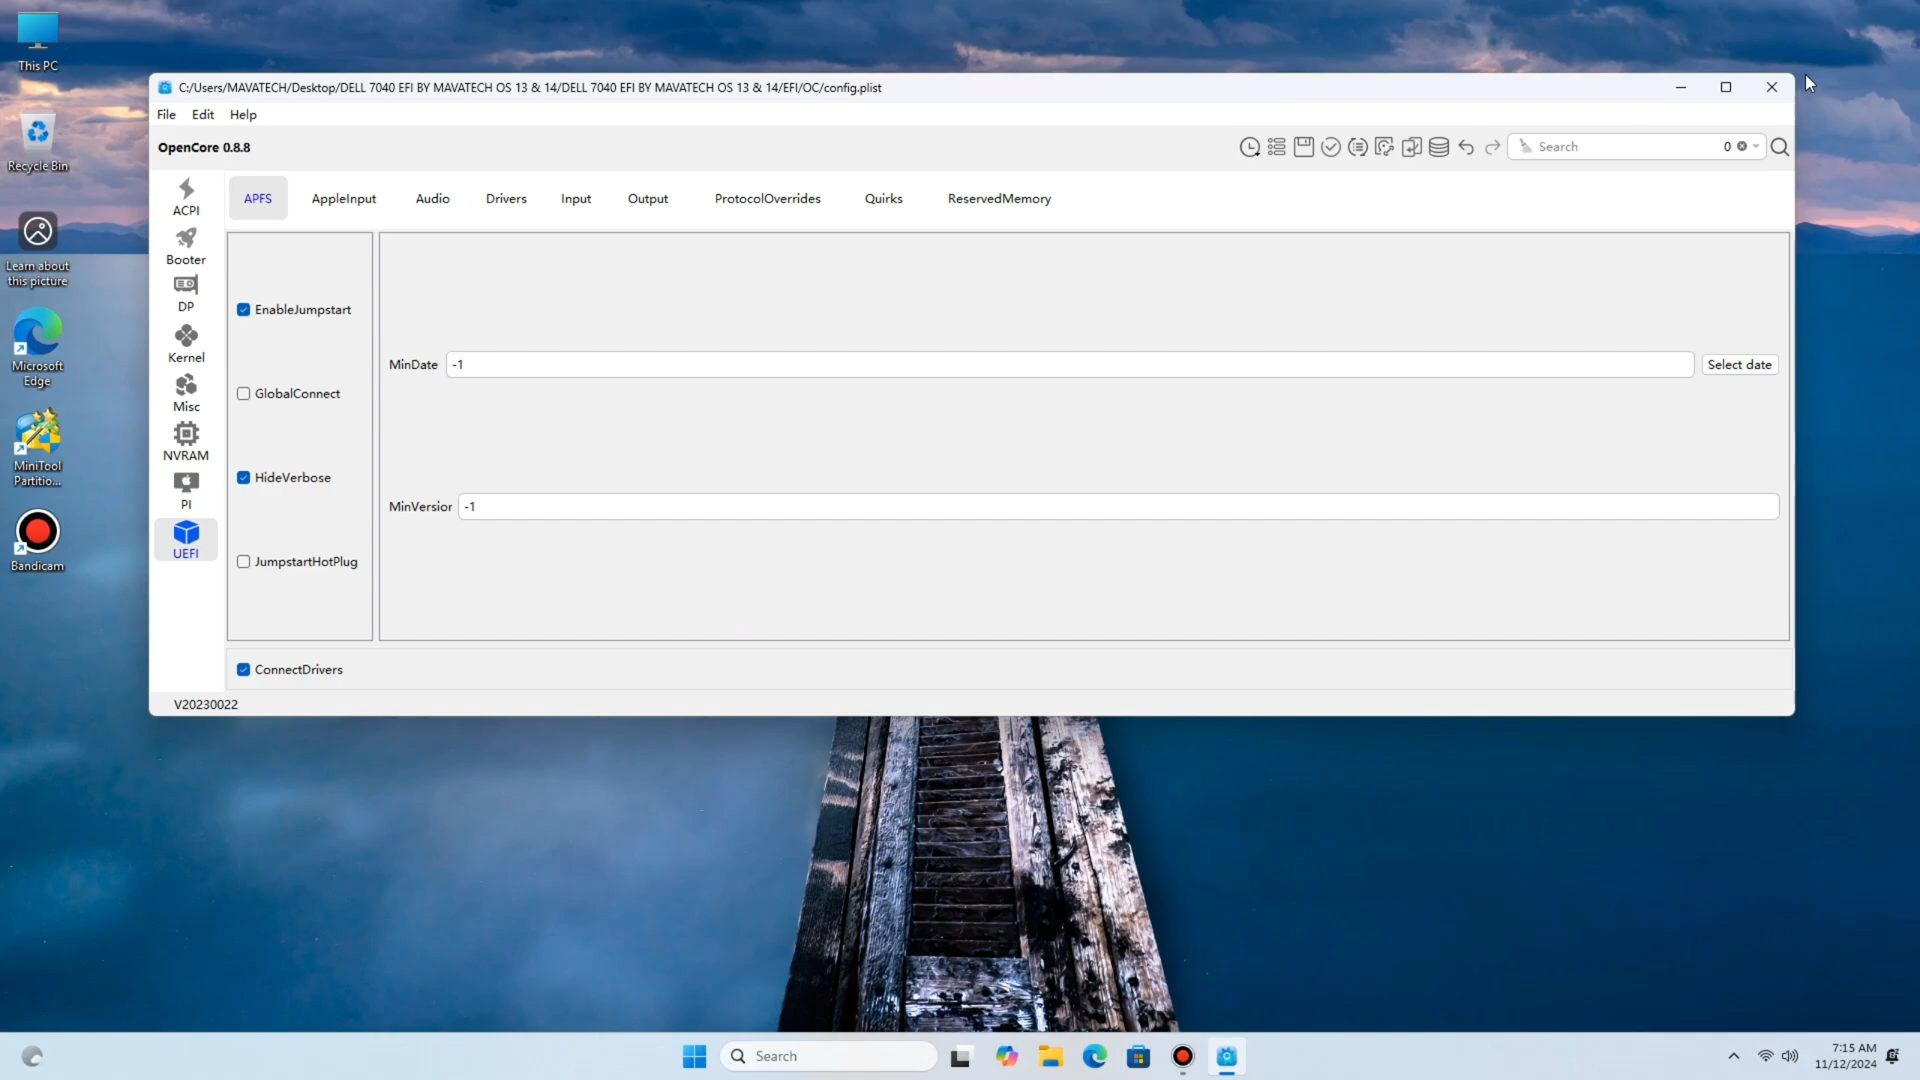 This PC
Recycle Bin
Learn about
this picture
Microsoft
Edge
MiniTool
Partitio...
Bandicam
C:/Users/MAVATECH/Desktop/DELL 7040 EFI BY MAVATECH OS 13 & 14/DELL 7040 EFI BY MAVATECH OS 13 & 14/EFI/OC/config.plist
File Edit Help
OpenCore 0.8.8
Search 0
ACPI
Booter
DP
Kernel
Misc
NVRAM
PI
UEFI
APFS AppleInput Audio Drivers Input Output ProtocolOverrides Quirks ReservedMemory
EnableJumpstart
GlobalConnect
HideVerbose
JumpstartHotPlug
MinDate -1 Select date
MinVersior -1
ConnectDrivers
V20230022
Search
7:15 AM
11/12/2024